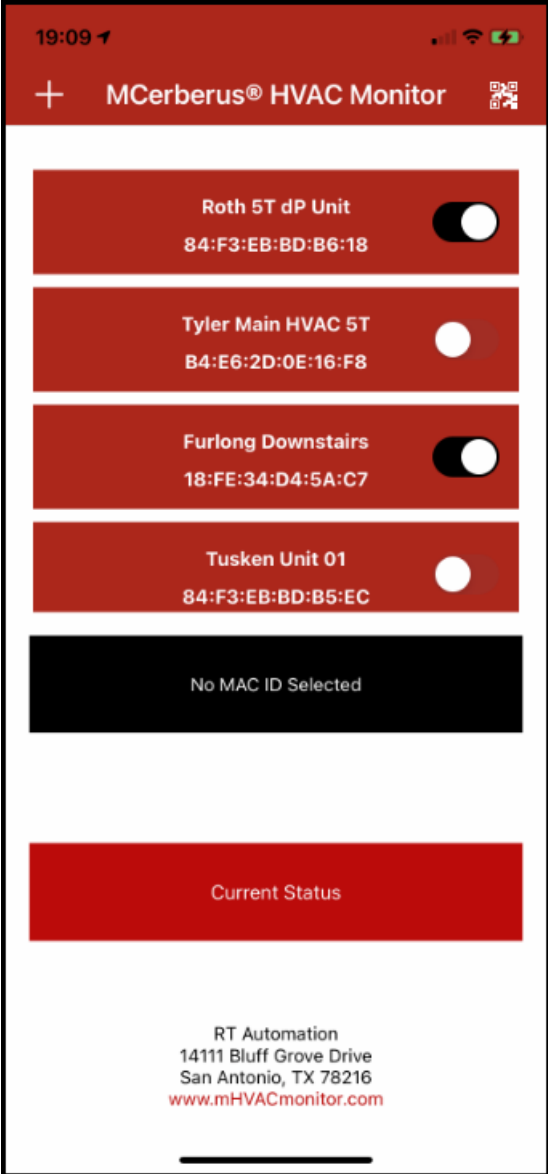 19:09
MCerberus® HVAC Monitor
Roth 5T dP Unit
84:F3:EB:BD:B6:18
Tyler Main HVAC 5T
B4:E6:2D:0E:16:F8
Furlong Downstairs
18:FE:34:D4:5A:C7
Tusken Unit 01
84:F3:EB:BD:B5:EC
No MAC ID Selected
Current Status
RT Automation
14111 Bluff Grove Drive
San Antonio, TX 78216
www.mHVACmonitor.com